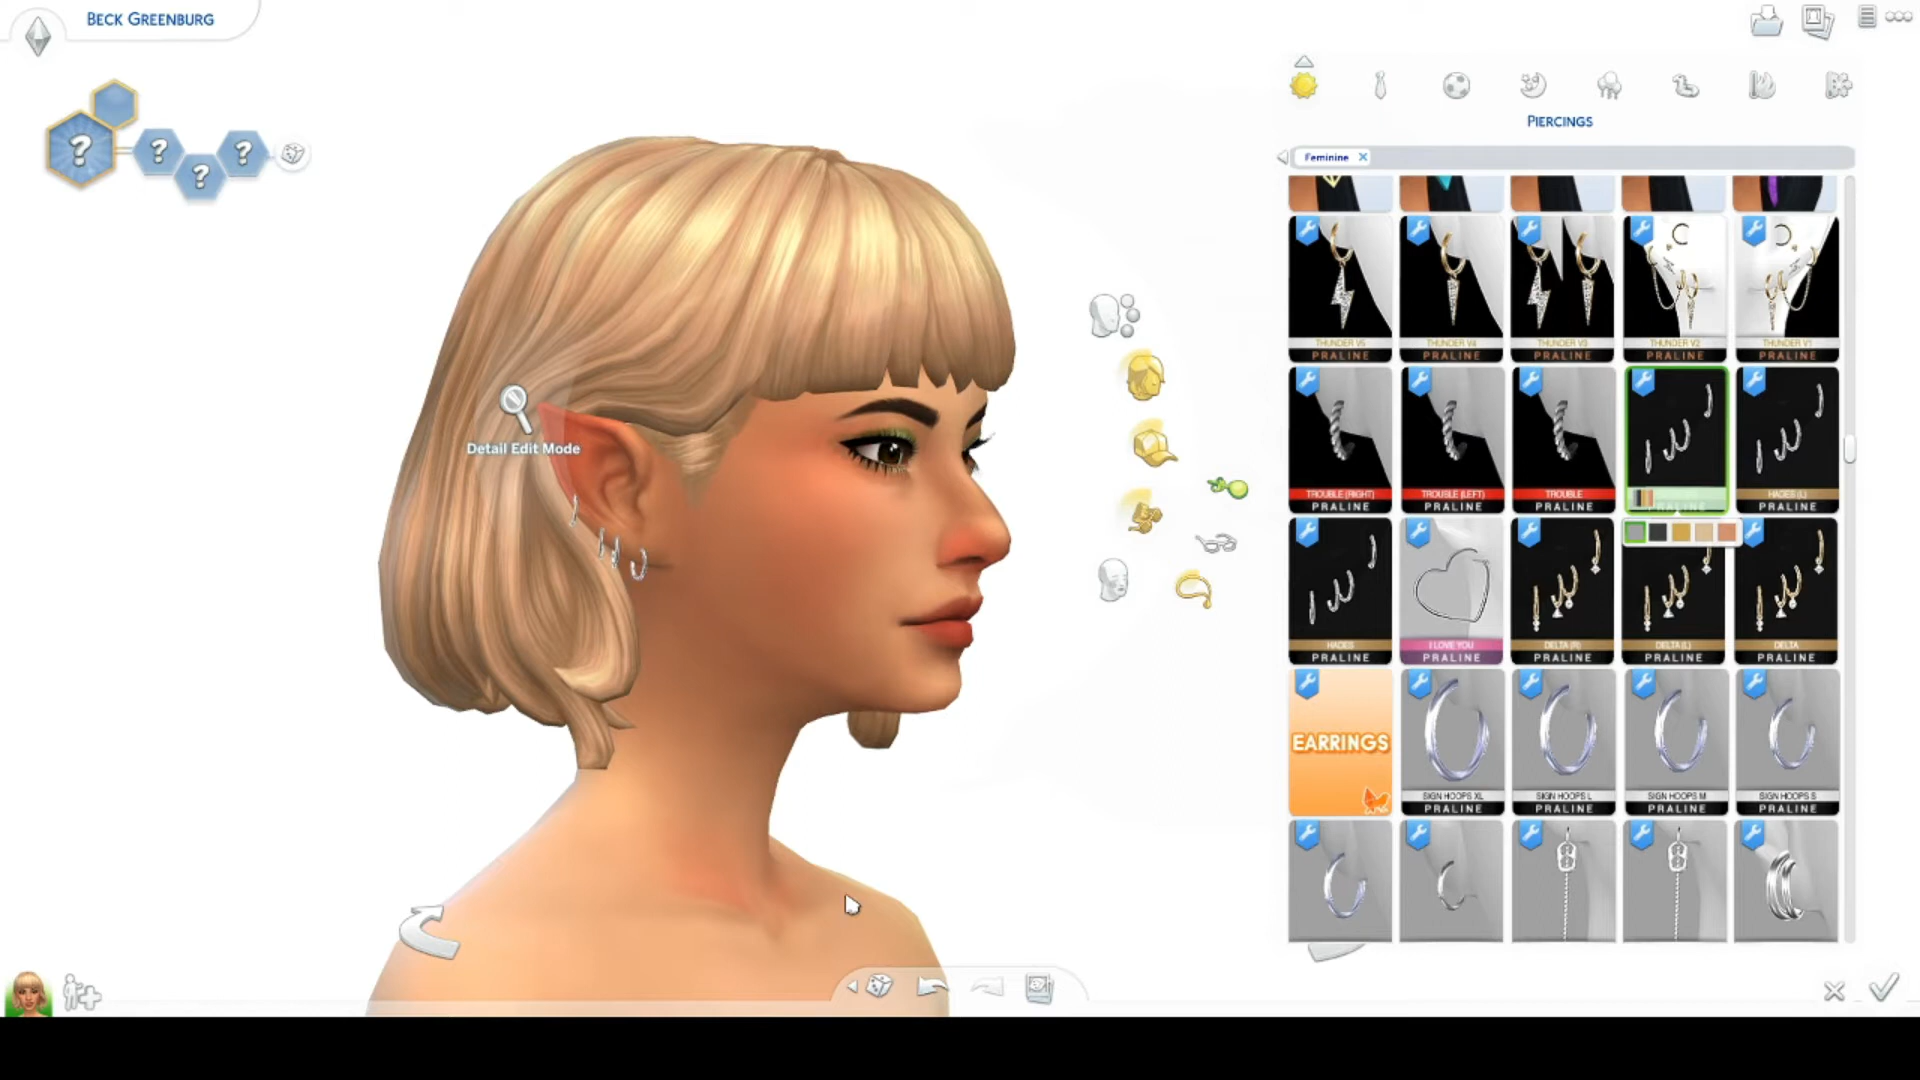 BECK GREENBURG
?
?
?
?
PIERCINGS
Feminine X
THUNDER V5
PRALINE
THUNDER V4
PRALINE
THUNDER V3
PRALINE
THUNDER V2
PRALINE
THUNDER V1
PRALINE
Detail Edit Mode
TROUBLE (RIGHT)
PRALINE
TROUBLE (LEFT)
PRALINE
TROUBLE
PRALINE
PRALINE
HADES (L)
PRALINE
HADES
PRALINE
I LOVE YOU
PRALINE
DELTA (R)
PRALINE
DELTA (L)
PRALINE
DELTA
PRALINE
EARRINGS
SIGN HOOPS XL
PRALINE
SIGN HOOPS L
PRALINE
SIGN HOOPS M
PRALINE
SIGN HOOPS S
PRALINE